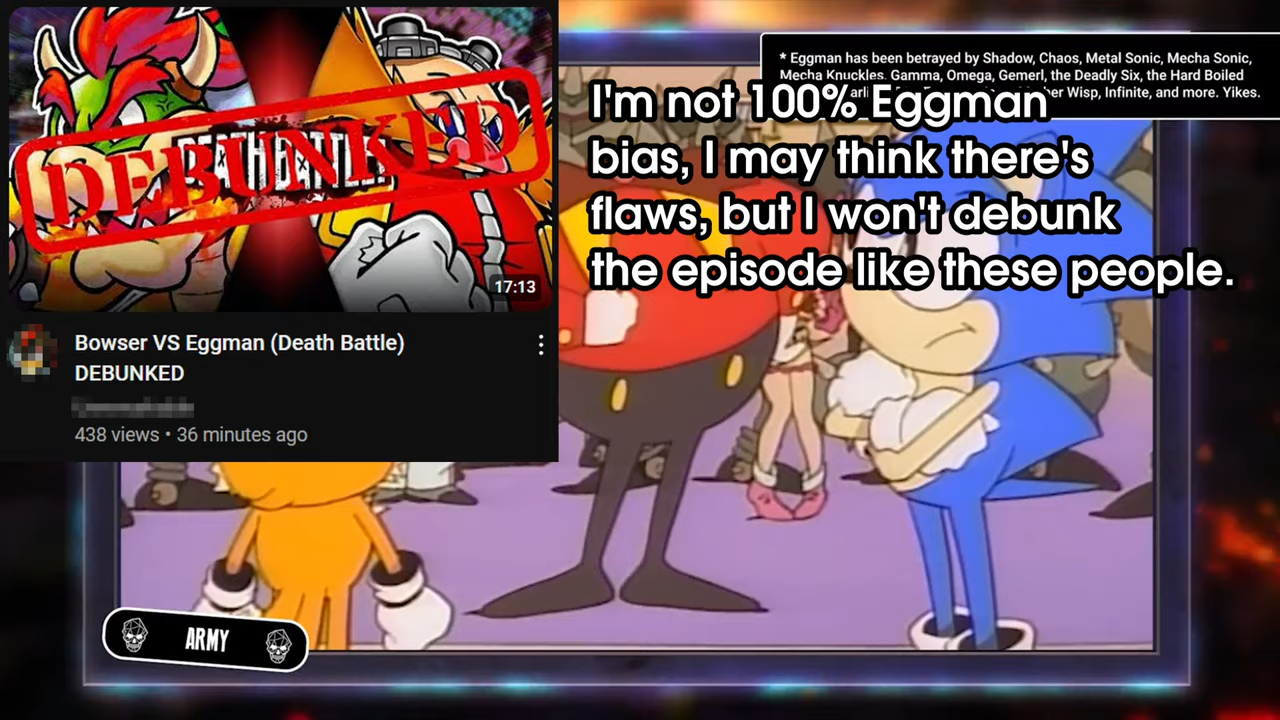 DEATH BATTLE!
DEBUNKED
17:13
Bowser VS Eggman (Death Battle)
DEBUNKED
438 views • 36 minutes ago
* Eggman has been betrayed by Shadow, Chaos, Metal Sonic, Mecha Sonic,
Mecha Knuckles, Gamma, Omega, Gemerl, the Deadly Six, the Hard Boiled
Wisp, Infinite, and more. Yikes.
I'm not 100% Eggman
bias, I may think there's
flaws, but I won't debunk
the episode like these people.
ARMY